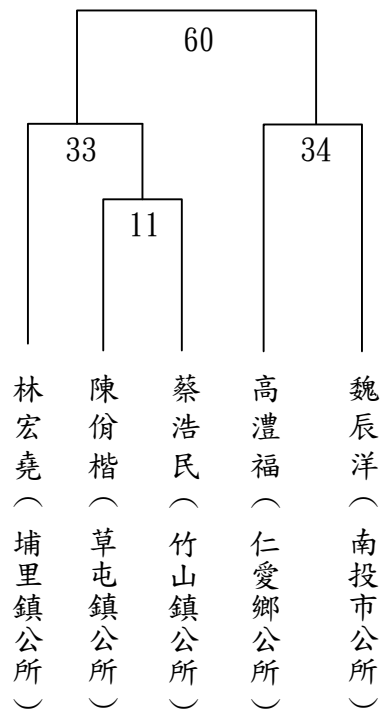 60
33
34
11
林宏堯（埔里鎮公所）
陳佾楷（草屯鎮公所）
蔡浩民（竹山鎮公所）
高澧福（仁愛鄉公所）
魏辰洋（南投市公所）